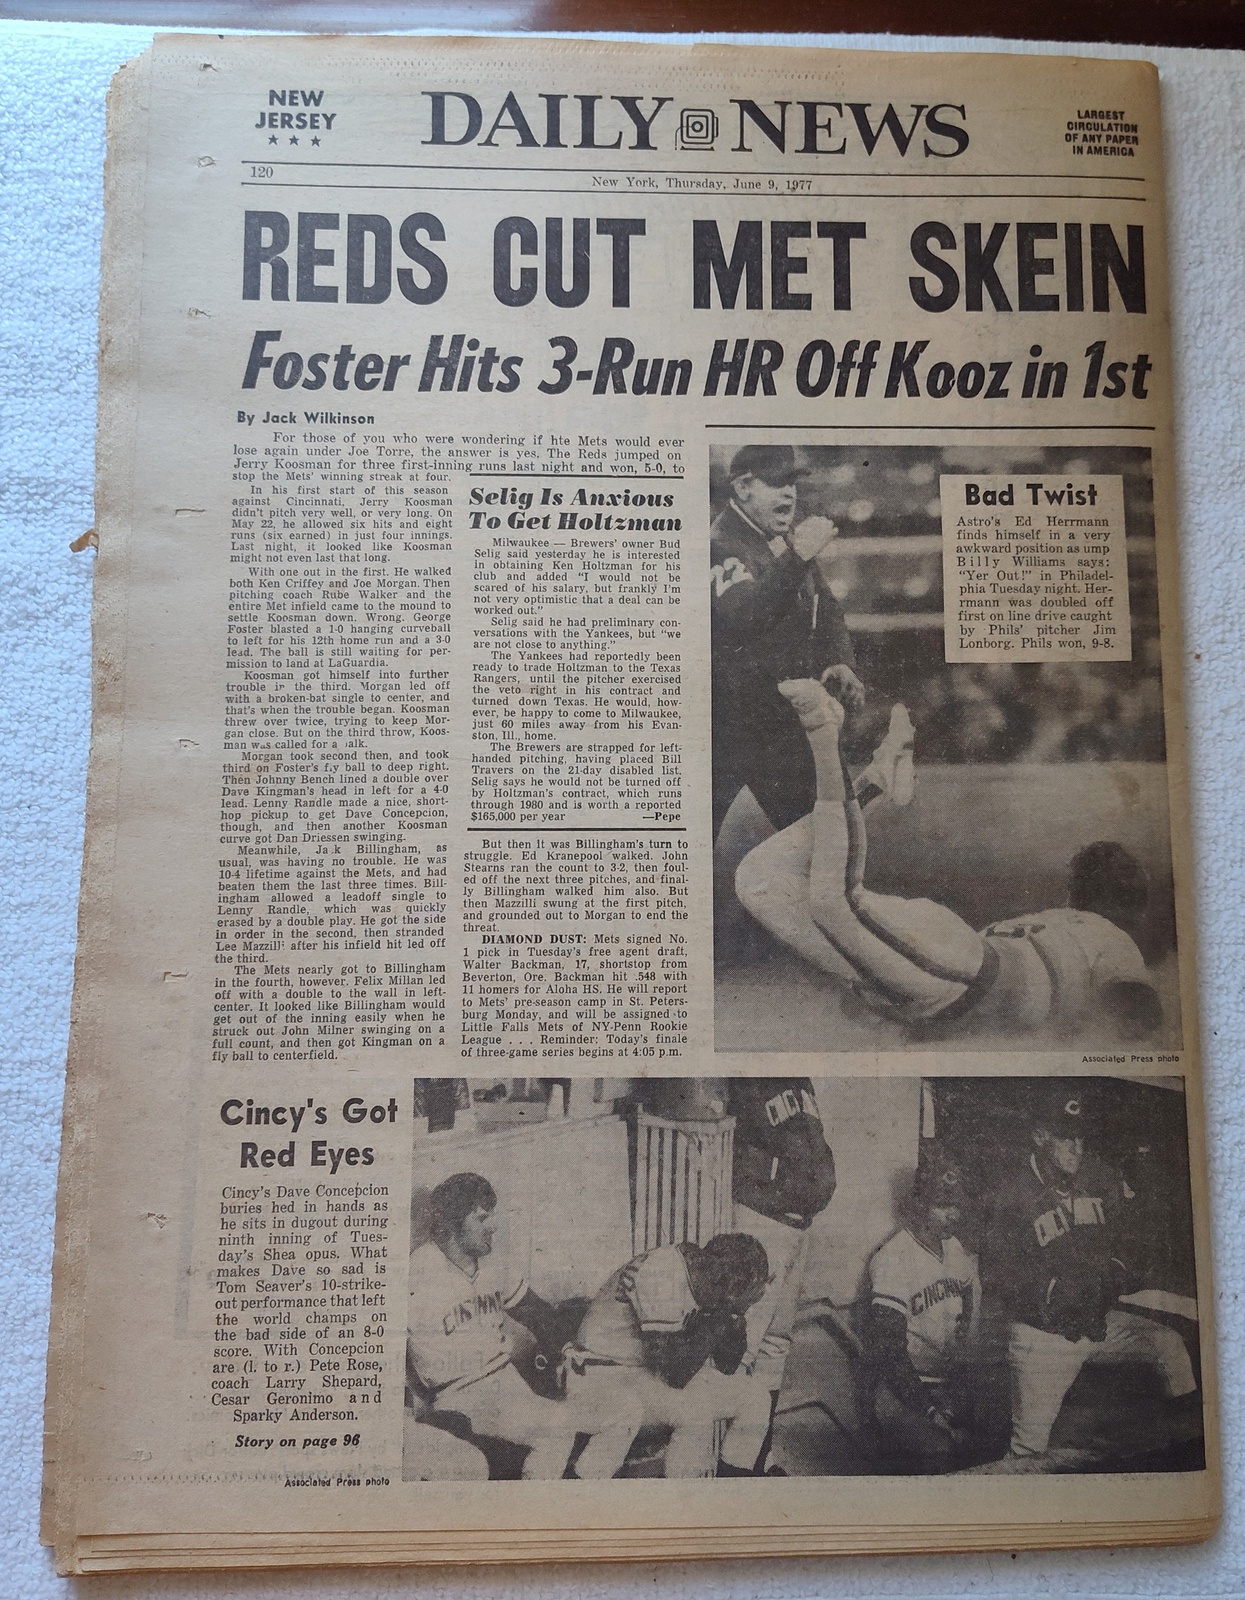 NEW
JERSEY
★ ★ ★
DAILY NEWS
LARGEST
CIRCULATION
OF ANY PAPER
IN AMERICA
120
New York, Thursday, June 9, 1977
REDS CUT MET SKEIN
Foster Hits 3-Run HR Off Kooz in 1st
By Jack Wilkinson
For those of you who were wondering if hte Mets would ever
lose again under Joe Torre, the answer is yes. The Reds jumped on
Jerry Koosman for three first-inning runs last night and won, 5-0, to
stop the Mets' winning streak at four.
In his first start of this season
against Cincinnati, Jerry Koosman
didn't pitch very well, or very long. On
May 22, he allowed six hits and eight
runs (six earned) in just four innings.
Last night, it looked like Koosman
might not even last that long.
With one out in the first. He walked
both Ken Criffey and Joe Morgan. Then
pitching coach Rube Walker and the
entire Met infield came to the mound to
settle Koosman down. Wrong. George
Foster blasted a 1-0 hanging curveball
to left for his 12th home run and a 3-0
lead. The ball is still waiting for per-
mission to land at LaGuardia.
Koosman got himself into further
trouble in the third. Morgan led off
with a broken-bat single to center, and
that's when the trouble began. Koosman
threw over twice, trying to keep Mor-
gan close. But on the third throw, Koos-
man was called for a alk.
Morgan took second then, and took
third on Foster's fly ball to deep right.
Then Johnny Bench lined a double over
Dave Kingman's head in left for a 4-0
lead. Lenny Randle made a nice, short-
hop pickup to get Dave Concepcion,
though, and then another Koosman
curve got Dan Driessen swinging.
Meanwhile, Ja k Billingham, as
usual, was having no trouble. He was
10-4 lifetime against the Mets, and had
beaten them the last three times. Bill-
ingham allowed a leadoff single to
Lenny Randle, which was quickly
erased by a double play. He got the side
in order in the second, then stranded
Lee Mazzilli after his infield hit led off
the third.
The Mets nearly got to Billingham
in the fourth, however. Felix Millan led
off with a double to the wall in left-
center. It looked like Billingham would
get out of the inning easily when he
struck out John Milner swinging on a
full count, and then got Kingman on a
fly ball to centerfield.
Selig Is Anxious
To Get Holtzman
Milwaukee — Brewers' owner Bud
Selig said yesterday he is interested
in obtaining Ken Holtzman for his
club and added "I would not be
scared of his salary, but frankly I'm
not very optimistic that a deal can be
worked out."
Selig said he had preliminary con-
versations with the Yankees, but "we
are not close to anything."
The Yankees had reportedly been
ready to trade Holtzman to the Texas
Rangers, until the pitcher exercised
the veto right in his contract and
turned down Texas. He would, how-
ever, be happy to come to Milwaukee,
just 60 miles away from his Evan-
ston, Ill., home.
The Brewers are strapped for left-
handed pitching, having placed Bill
Travers on the 21-day disabled list.
Selig says he would not be turned off
by Holtzman's contract, which runs
through 1980 and is worth a reported
$165,000 per year —Pepe
But then it was Billingham's turn to
struggle. Ed Kranepool walked. John
Stearns ran the count to 3-2, then foul-
ed off the next three pitches, and final-
ly Billingham walked him also. But
then Mazzilli swung at the first pitch,
and grounded out to Morgan to end the
threat.
DIAMOND DUST: Mets signed No.
1 pick in Tuesday's free agent draft,
Walter Backman, 17, shortstop from
Beverton, Ore. Backman hit .548 with
11 homers for Aloha HS. He will report
to Mets' pre-season camp in St. Peters-
burg Monday, and will be assigned to
Little Falls Mets of NY-Penn Rookie
League . . . Reminder: Today's finale
of three-game series begins at 4:05 p.m.
22
Bad Twist
Astro's Ed Herrmann
finds himself in a very
awkward position as ump
Billy Williams says:
"Yer Out!" in Philadel-
phia Tuesday night. Her-
rmann was doubled off
first on line drive caught
by Phils' pitcher Jim
Lonborg. Phils won, 9-8.
Associated Press photo
Cincy's Got
Red Eyes
Cincy's Dave Concepcion
buries hed in hands as
he sits in dugout during
ninth inning of Tues-
day's Shea opus. What
makes Dave so sad is
Tom Seaver's 10-strike-
out performance that left
the world champs on
the bad side of an 8-0
score. With Concepcion
are (l. to r.) Pete Rose,
coach Larry Shepard,
Cesar Geronimo and
Sparky Anderson.
Story on page 96
Associated Press photo